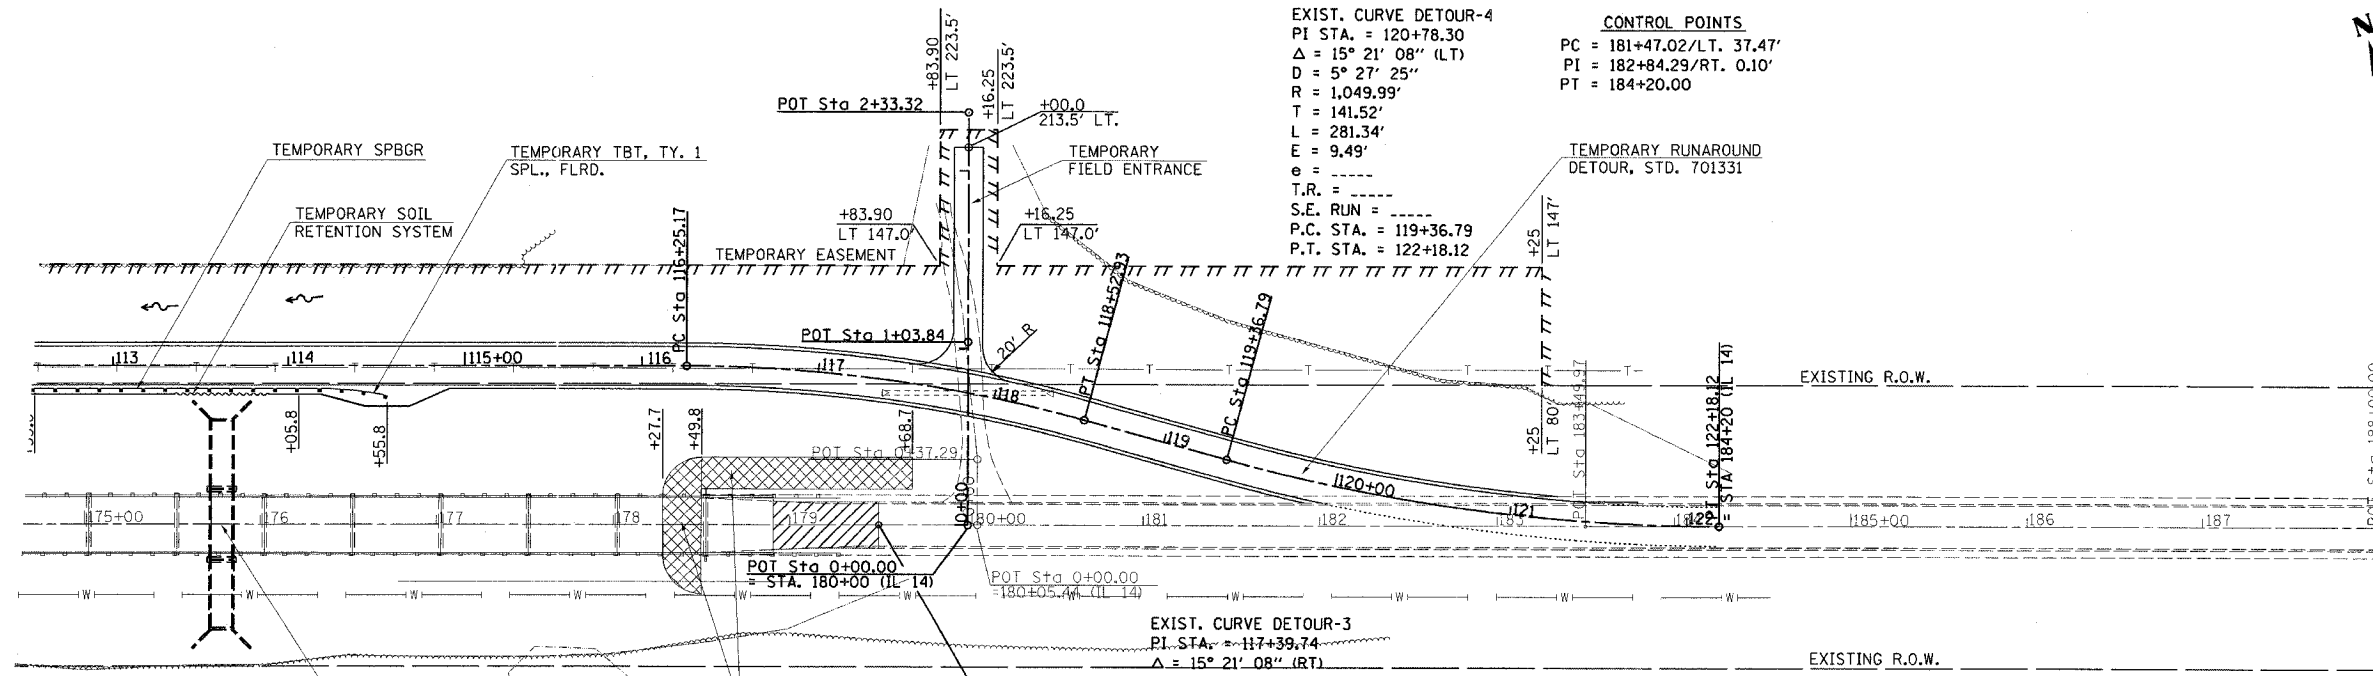 EXIST. CURVE DETOUR-4
PI STA. = 120+78.30
Δ = 15° 21' 08" (LT)
D = 5° 27' 25"
R = 1,049.99'
T = 141.52'
L = 281.34'
E = 9.49'
e = _____
T.R. = _____
S.E. RUN = _____
P.C. STA. = 119+36.79
P.T. STA. = 122+18.12
CONTROL POINTS
PC = 181+47.02/LT. 37.47'
PI = 182+84.29/RT. 0.10'
PT = 184+20.00
N
+83.90
LT 223.5'
+16.25
LT 223.5'
POT Sta 2+33.32
+00.0
213.5' LT.
TEMPORARY SPBGR
TEMPORARY TBT, TY. 1
SPL., FLRD.
TEMPORARY
FIELD ENTRANCE
TEMPORARY RUNAROUND
DETOUR, STD. 701331
TEMPORARY SOIL
RETENTION SYSTEM
+83.90
LT 147.0'
+16.25
LT 147.0'
+25
LT 147'
TEMPORARY EASEMENT
PC Sta 116+25.17
POT Sta 1+03.84
20' R
PT Sta 118+52.93
PC Sta 119+36.79
113
114
115+00
116
117
118
119
120+00
121
122
T T T T T
EXISTING R.O.W.
+05.8
+55.8
+27.7
+49.8
+68.7
POT Sta 0+37.29
+25
LT 80'
POT Sta 183+49.97
PT Sta 122+18.12
= STA 184+20 (IL 14)
175+00
176
177
178
179
180+00
181
182
183
185+00
186
187
0+00
POT Sta 0+00.00
= STA. 180+00 (IL 14)
POT Sta 0+00.00
=180+05.44 (IL 14)
W W W W W W W W W W W
EXIST. CURVE DETOUR-3
PI STA. = 117+39.74
Δ = 15° 21' 08" (RT)
EXISTING R.O.W.